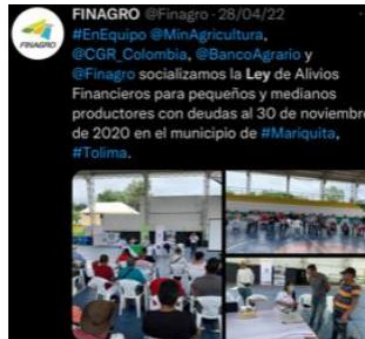 FINAGRO @Finagro · 28/04/22
FINAGRO
#EnEquipo @MinAgricultura,
@CGR_Colombia, @BancoAgrario y
@Finagro socializamos la Ley de Alivios
Financieros para pequeños y medianos
productores con deudas al 30 de noviembre
de 2020 en el municipio de #Mariquita,
#Tolima.